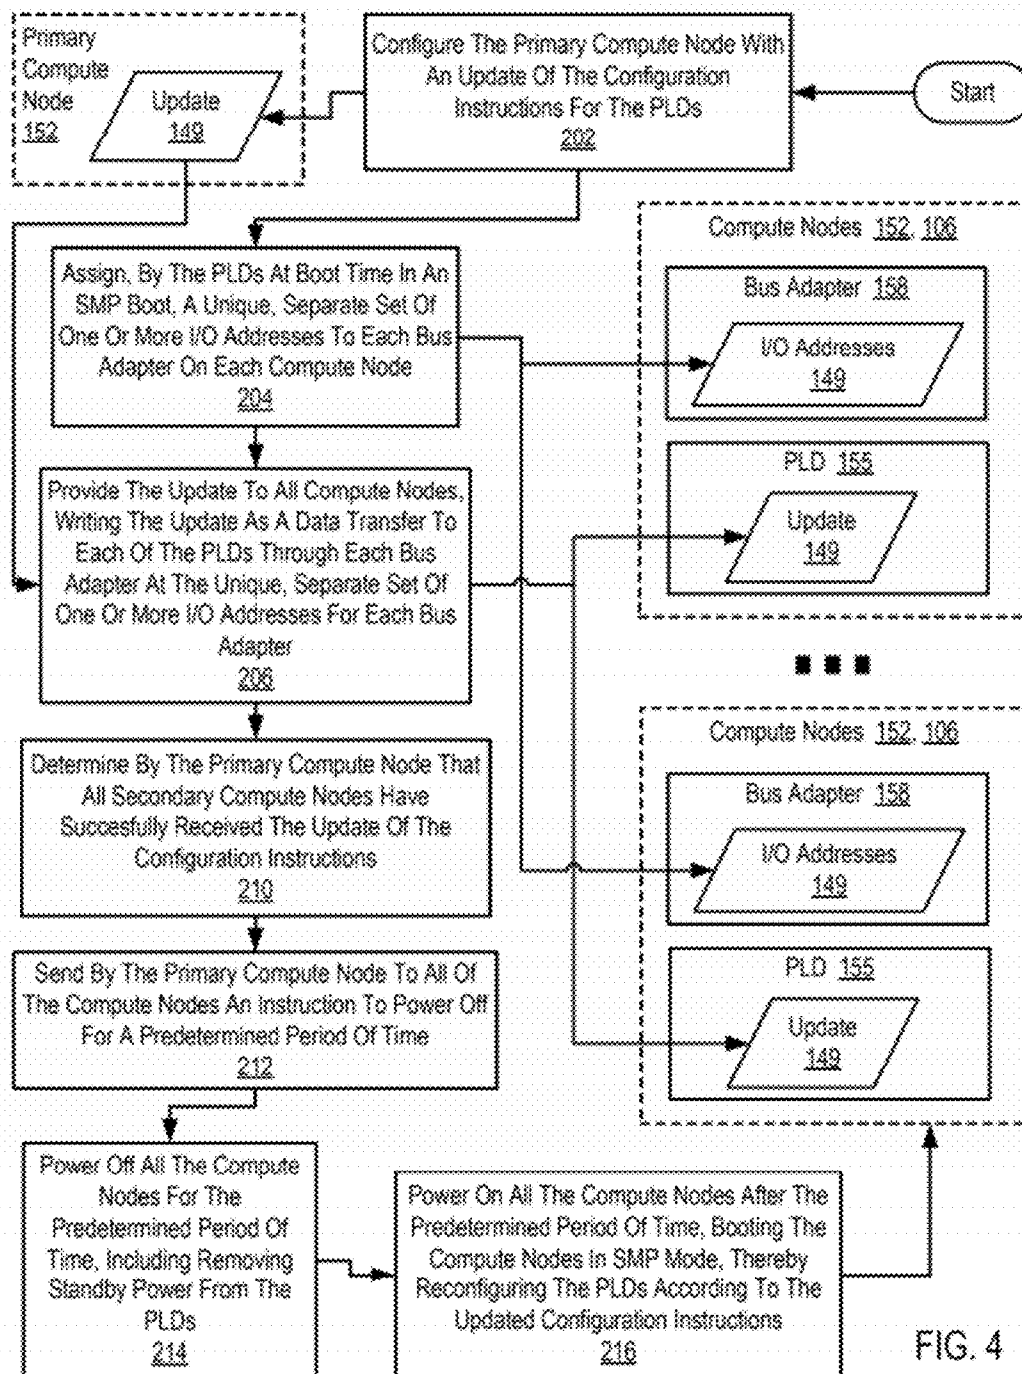 Primary
Compute
Node
152
Update
149
Configure The Primary Compute Node With
An Update Of The Configuration
Instructions For The PLDs
202
Start
Assign, By The PLDs At Boot Time In An
SMP Boot, A Unique, Separate Set Of
One Or More I/O Addresses To Each Bus
Adapter On Each Compute Node
204
Provide The Update To All Compute Nodes,
Writing The Update As A Data Transfer To
Each Of The PLDs Through Each Bus
Adapter At The Unique, Separate Set Of
One Or More I/O Addresses For Each Bus
Adapter
206
Determine By The Primary Compute Node That
All Secondary Compute Nodes Have
Succesfully Received The Update Of The
Configuration Instructions
210
Send By The Primary Compute Node To All Of
The Compute Nodes An Instruction To Power Off
For A Predetermined Period Of Time
212
Power Off All The Compute
Nodes For The
Predetermined Period Of
Time, Including Removing
Standby Power From The
PLDs
214
Power On All The Compute Nodes After The
Predetermined Period Of Time, Booting The
Compute Nodes In SMP Mode, Thereby
Reconfiguring The PLDs According To The
Updated Configuration Instructions
216
Compute Nodes 152, 106
Bus Adapter 158
I/O Addresses
149
PLD 155
Update
149
Compute Nodes 152, 106
Bus Adapter 158
I/O Addresses
149
PLD 155
Update
149
FIG. 4